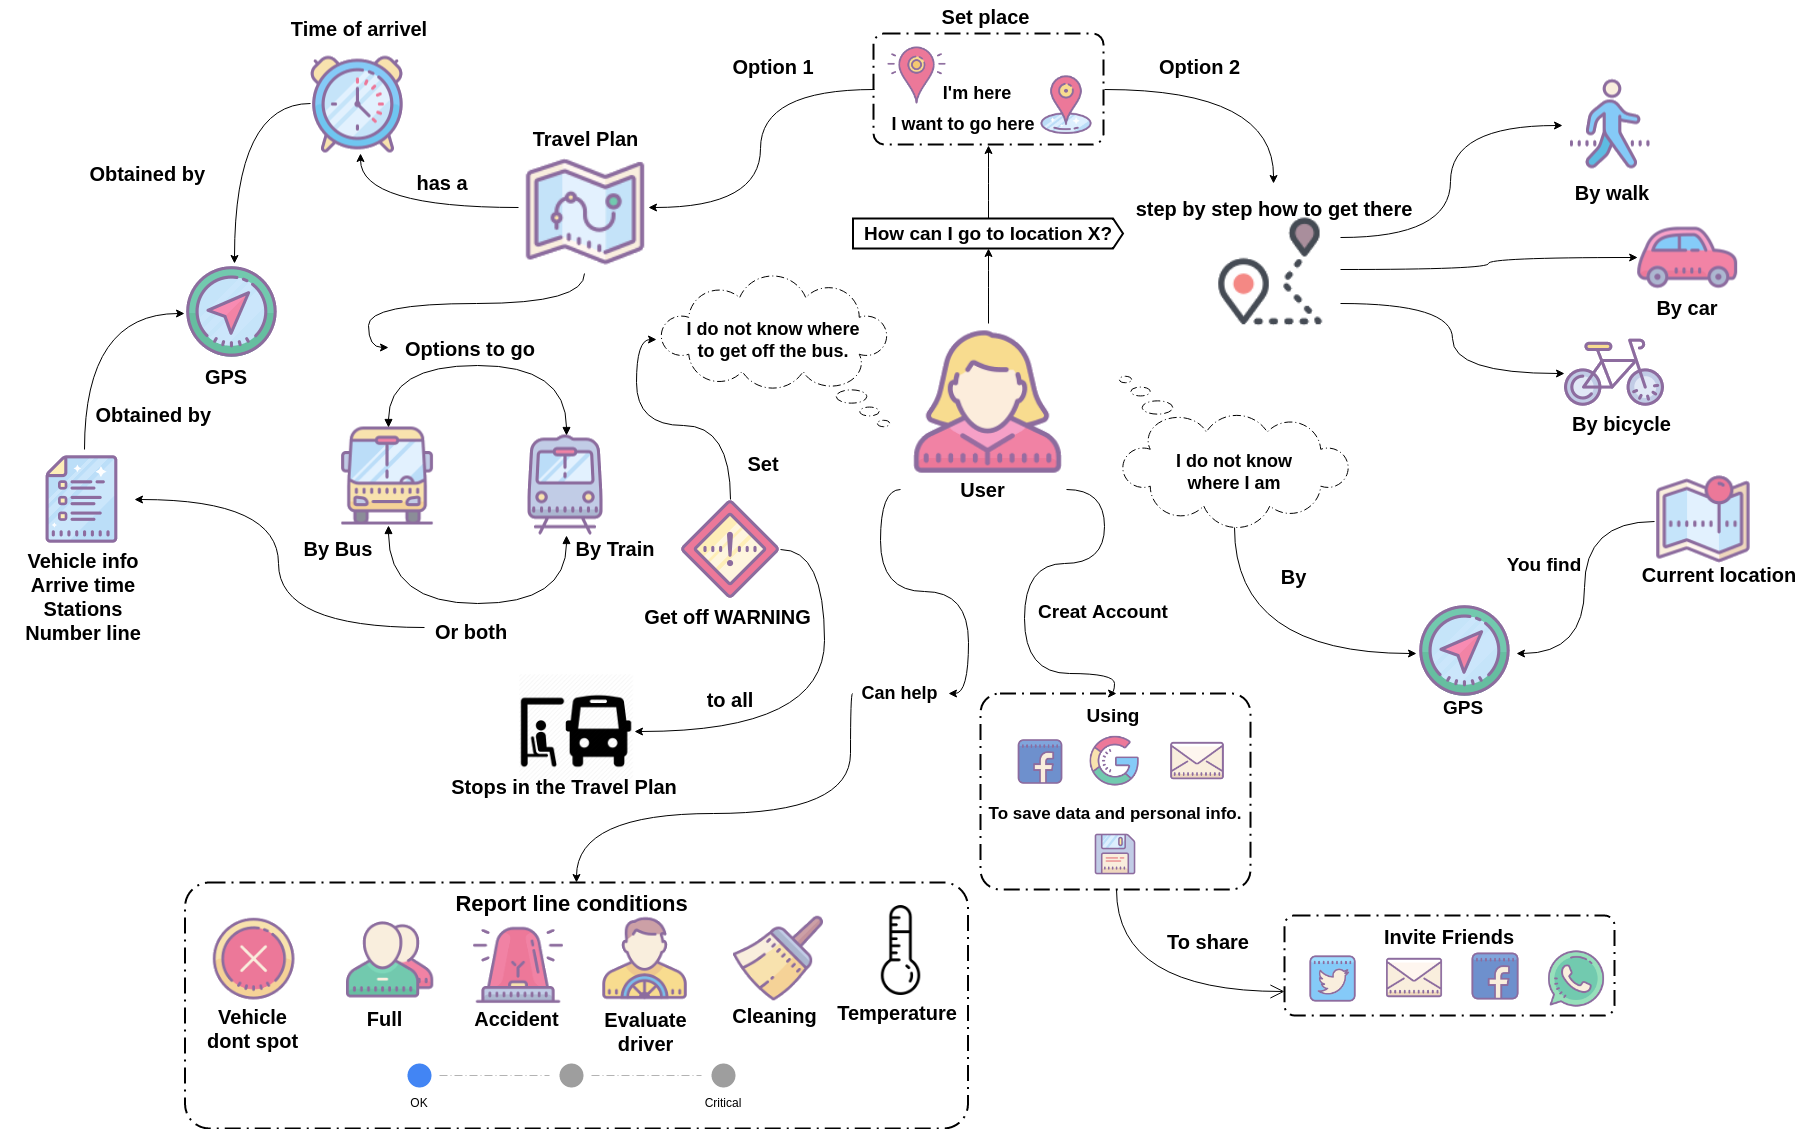 Set place
Time of arrivel
Option 1
Option 2
I'm here
I want to go here
Travel Plan
Obtained by
has a
By walk
step by step how to get there
How can I go to location X?
By car
I do not know where
to get off the bus.
Options to go
GPS
Obtained by
By bicycle
Set
I do not know
where I am
User
By Bus
By Train
Vehicle info
Arrive time
Stations
Number line
You find
Current location
By
Get off WARNING
Creat Account
Or both
Can help
to all
GPS
Using
Stops in the Travel Plan
To save data and personal info.
Report line conditions
To share
Invite Friends
Vehicle
dont spot
Full
Accident
Evaluate
driver
Cleaning
Temperature
OK
Critical